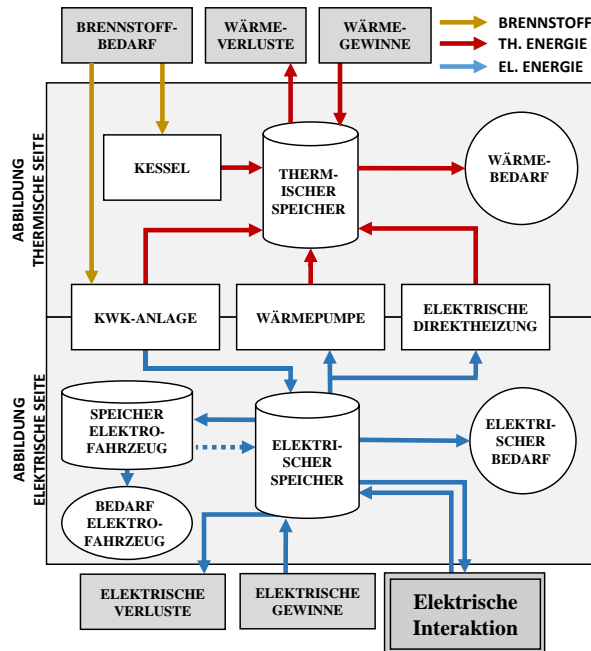 BRENNSTOFF-
BEDARF
WÄRME-
VERLUSTE
WÄRME-
GEWINNE
BRENNSTOFF
TH. ENERGIE
EL. ENERGIE
ABBILDUNG
THERMISCHE SEITE
KESSEL
THERM-
ISCHER
SPEICHER
WÄRME-
BEDARF
KWK-ANLAGE
WÄRMEPUMPE
ELEKTRISCHE
DIREKTHEIZUNG
ABBILDUNG
ELEKTRISCHE SEITE
SPEICHER
ELEKTRO-
FAHRZEUG
ELEKTRI-
SCHER
SPEICHER
ELEKTRI-
SCHER
BEDARF
BEDARF
ELEKTRO-
FAHRZEUG
ELEKTRISCHE
VERLUSTE
ELEKTRISCHE
GEWINNE
Elektrische
Interaktion